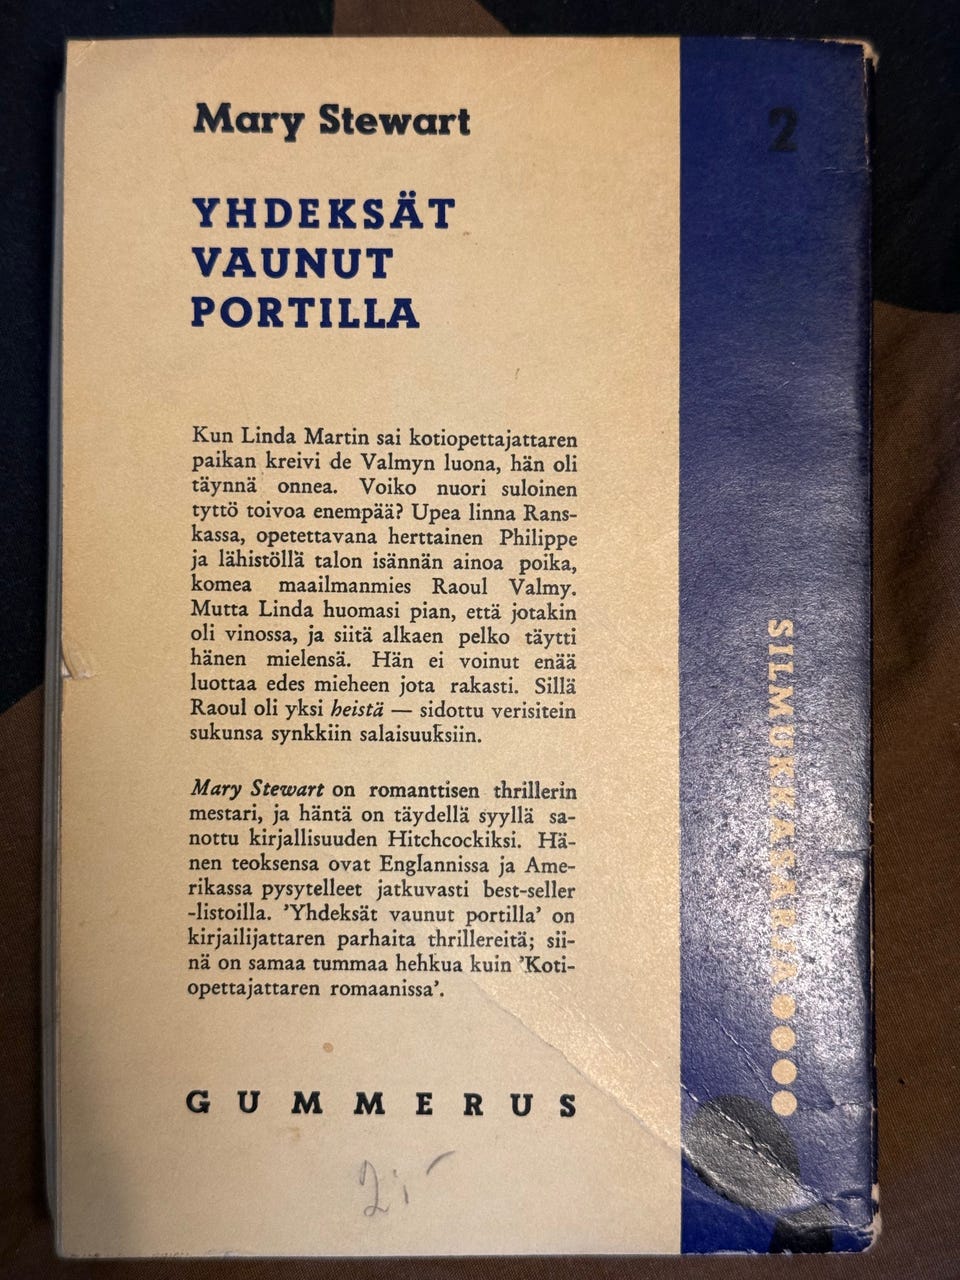 Mary Stewart
2
YHDEKSÄT
VAUNUT
PORTILLA
Kun Linda Martin sai kotiopettajattaren
paikan kreivi de Valmyn luona, hän oli
täynnä onnea. Voiko nuori suloinen
tyttö toivoa enempää? Upea linna Rans-
kassa, opetettavana herttainen Philippe
ja lähistöllä talon isännän ainoa poika,
komea maailmanmies Raoul Valmy.
Mutta Linda huomasi pian, että jotakin
oli vinossa, ja siitä alkaen pelko täytti
hänen mielensä. Hän ei voinut enää
luottaa edes mieheen jota rakasti. Sillä
Raoul oli yksi heistä — sidottu verisitein
sukunsa synkkiin salaisuuksiin.
Mary Stewart on romanttisen thrillerin
mestari, ja häntä on täydellä syyllä sa-
nottu kirjallisuuden Hitchcockiksi. Hä-
nen teoksensa ovat Englannissa ja Ame-
rikassa pysytelleet jatkuvasti best-seller
-listoilla. ’Yhdeksät vaunut portilla’ on
kirjailijattaren parhaita thrillereitä; sii-
nä on samaa tummaa hehkua kuin ’Koti-
opettajattaren romaanissa’.
GUMMERUS
2:-
SILMUKKASARJA